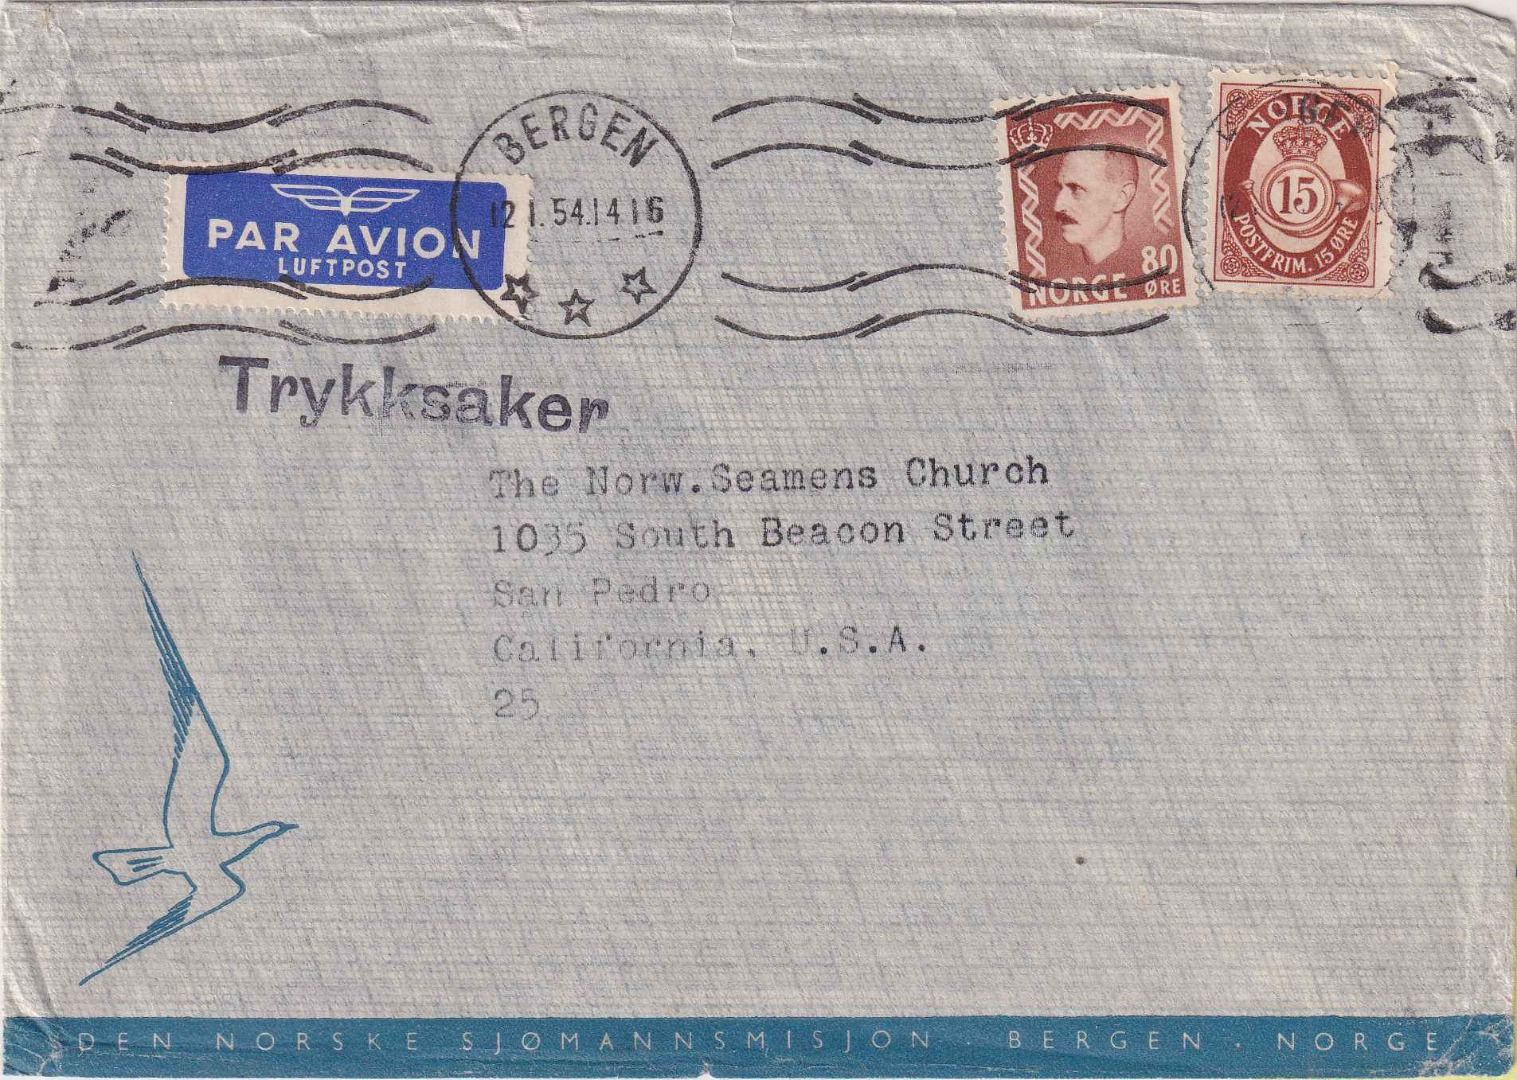 BERGEN
12 1.54.14 16
PAR AVION
LUFTPOST
80
NORGE ØRE
NORGE
15
POSTFRIM. 15 ØRE
Trykksaker
The Norw.Seamens Church
1035 South Beacon Street
San Pedro
California, U.S.A.
25
DEN NORSKE SJØMANNSMISJON . BERGEN . NORGE